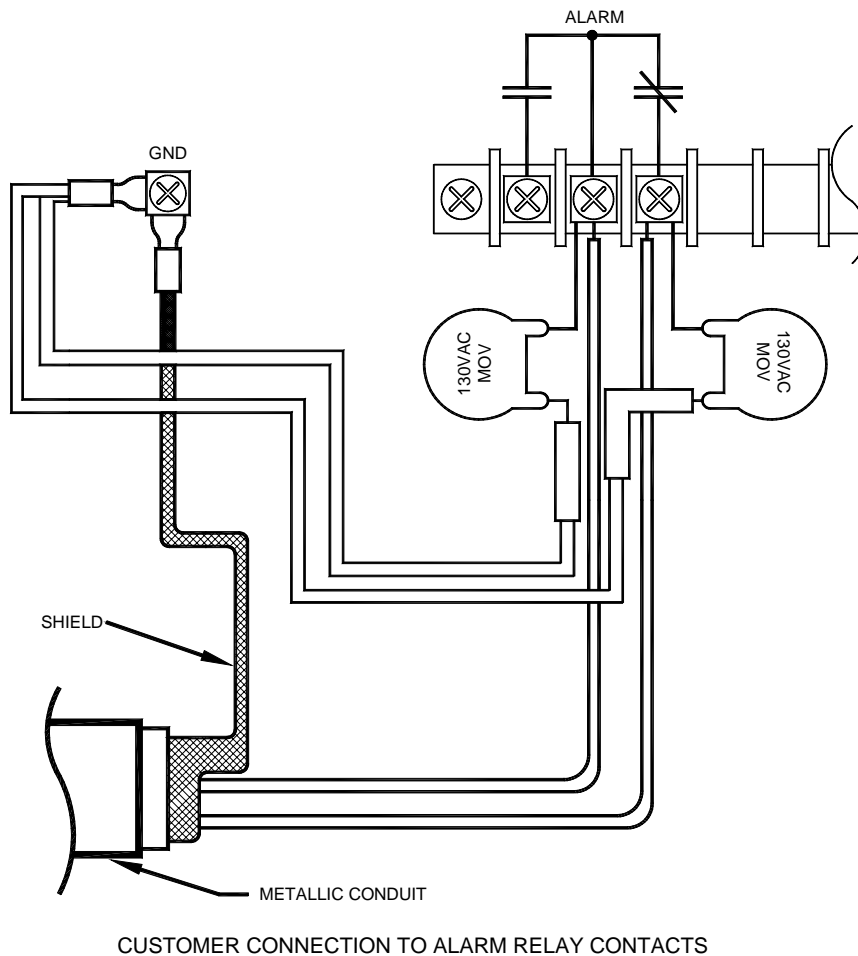 ALARM
GND
130VAC
MOV
130VAC
MOV
SHIELD
METALLIC CONDUIT
CUSTOMER CONNECTION TO ALARM RELAY CONTACTS